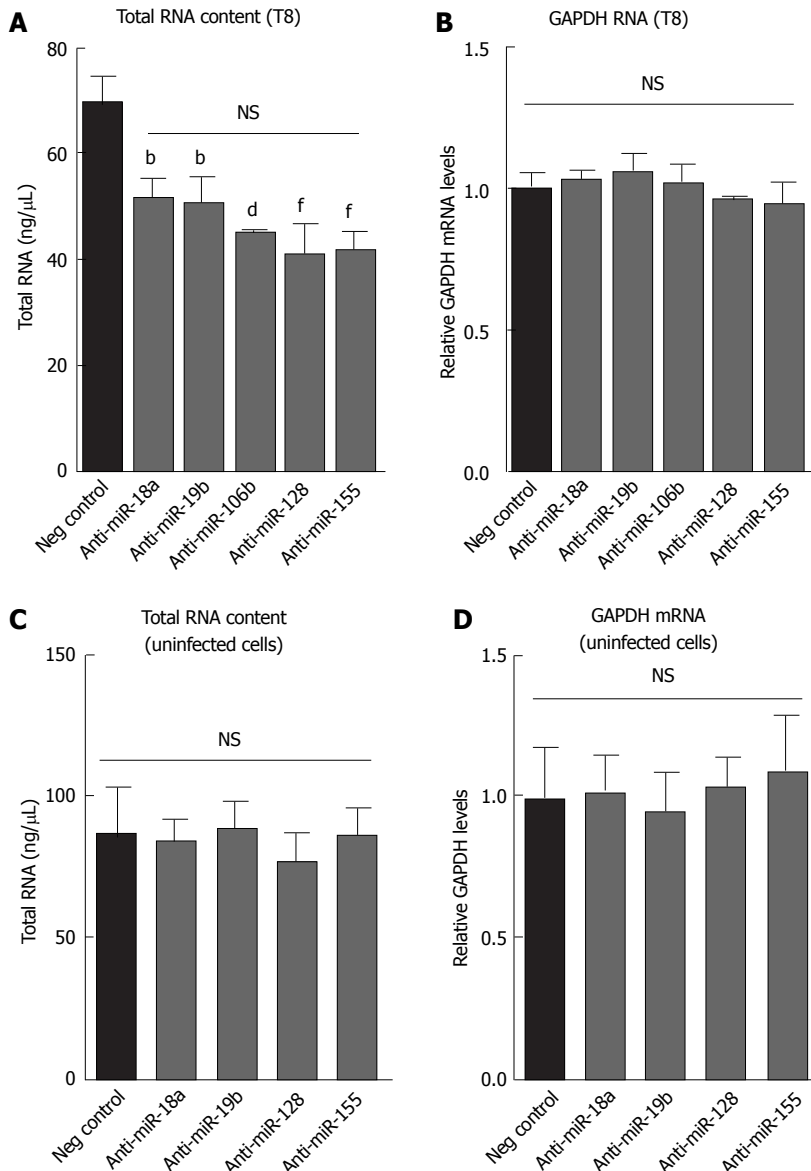 A
Total RNA content (T8)
Total RNA (ng/μL)
80
60
40
20
0
NS
b
b
d
f
f
Neg control
Anti-miR-18a
Anti-miR-19b
Anti-miR-106b
Anti-miR-128
Anti-miR-155
B
GAPDH RNA (T8)
Relative GAPDH mRNA levels
1.5
1.0
0.5
0.0
NS
Neg control
Anti-miR-18a
Anti-miR-19b
Anti-miR-106b
Anti-miR-128
Anti-miR-155
C
Total RNA content
(uninfected cells)
Total RNA (ng/μL)
150
100
50
0
NS
Neg control
Anti-miR-18a
Anti-miR-19b
Anti-miR-128
Anti-miR-155
D
GAPDH mRNA
(uninfected cells)
Relative GAPDH levels
1.5
1.0
0.5
0.0
NS
Neg control
Anti-miR-18a
Anti-miR-19b
Anti-miR-128
Anti-miR-155